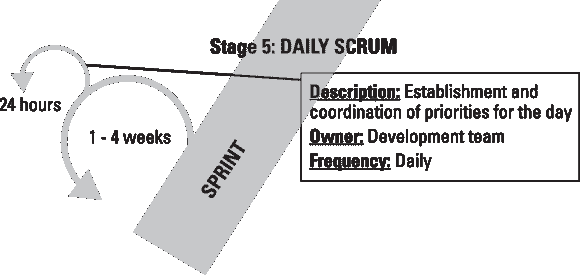 Stage 5: DAILY SCRUM
24 hours
1 - 4 weeks
SPRINT
Description: Establishment and
coordination of priorities for the day
Owner: Development team
Frequency: Daily